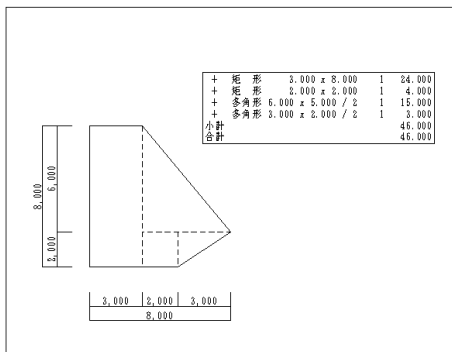 + 矩 形 3.000 x 8.000 1 24.000
+ 矩 形 2.000 x 2.000 1 4.000
+ 多角形 6.000 x 5.000 / 2 1 15.000
+ 多角形 3.000 x 2.000 / 2 1 3.000
小計 46.000
合計 46.000
8,000
6,000
2,000
3,000 2,000 3,000
8,000